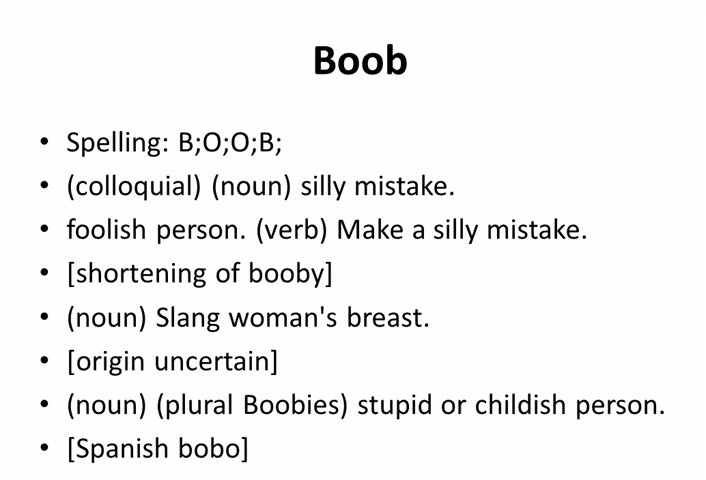 Boob
• Spelling: B;O;O;B;
• (colloquial) (noun) silly mistake.
• foolish person. (verb) Make a silly mistake.
• [shortening of booby]
• (noun) Slang woman's breast.
• [origin uncertain]
• (noun) (plural Boobies) stupid or childish person.
• [Spanish bobo]